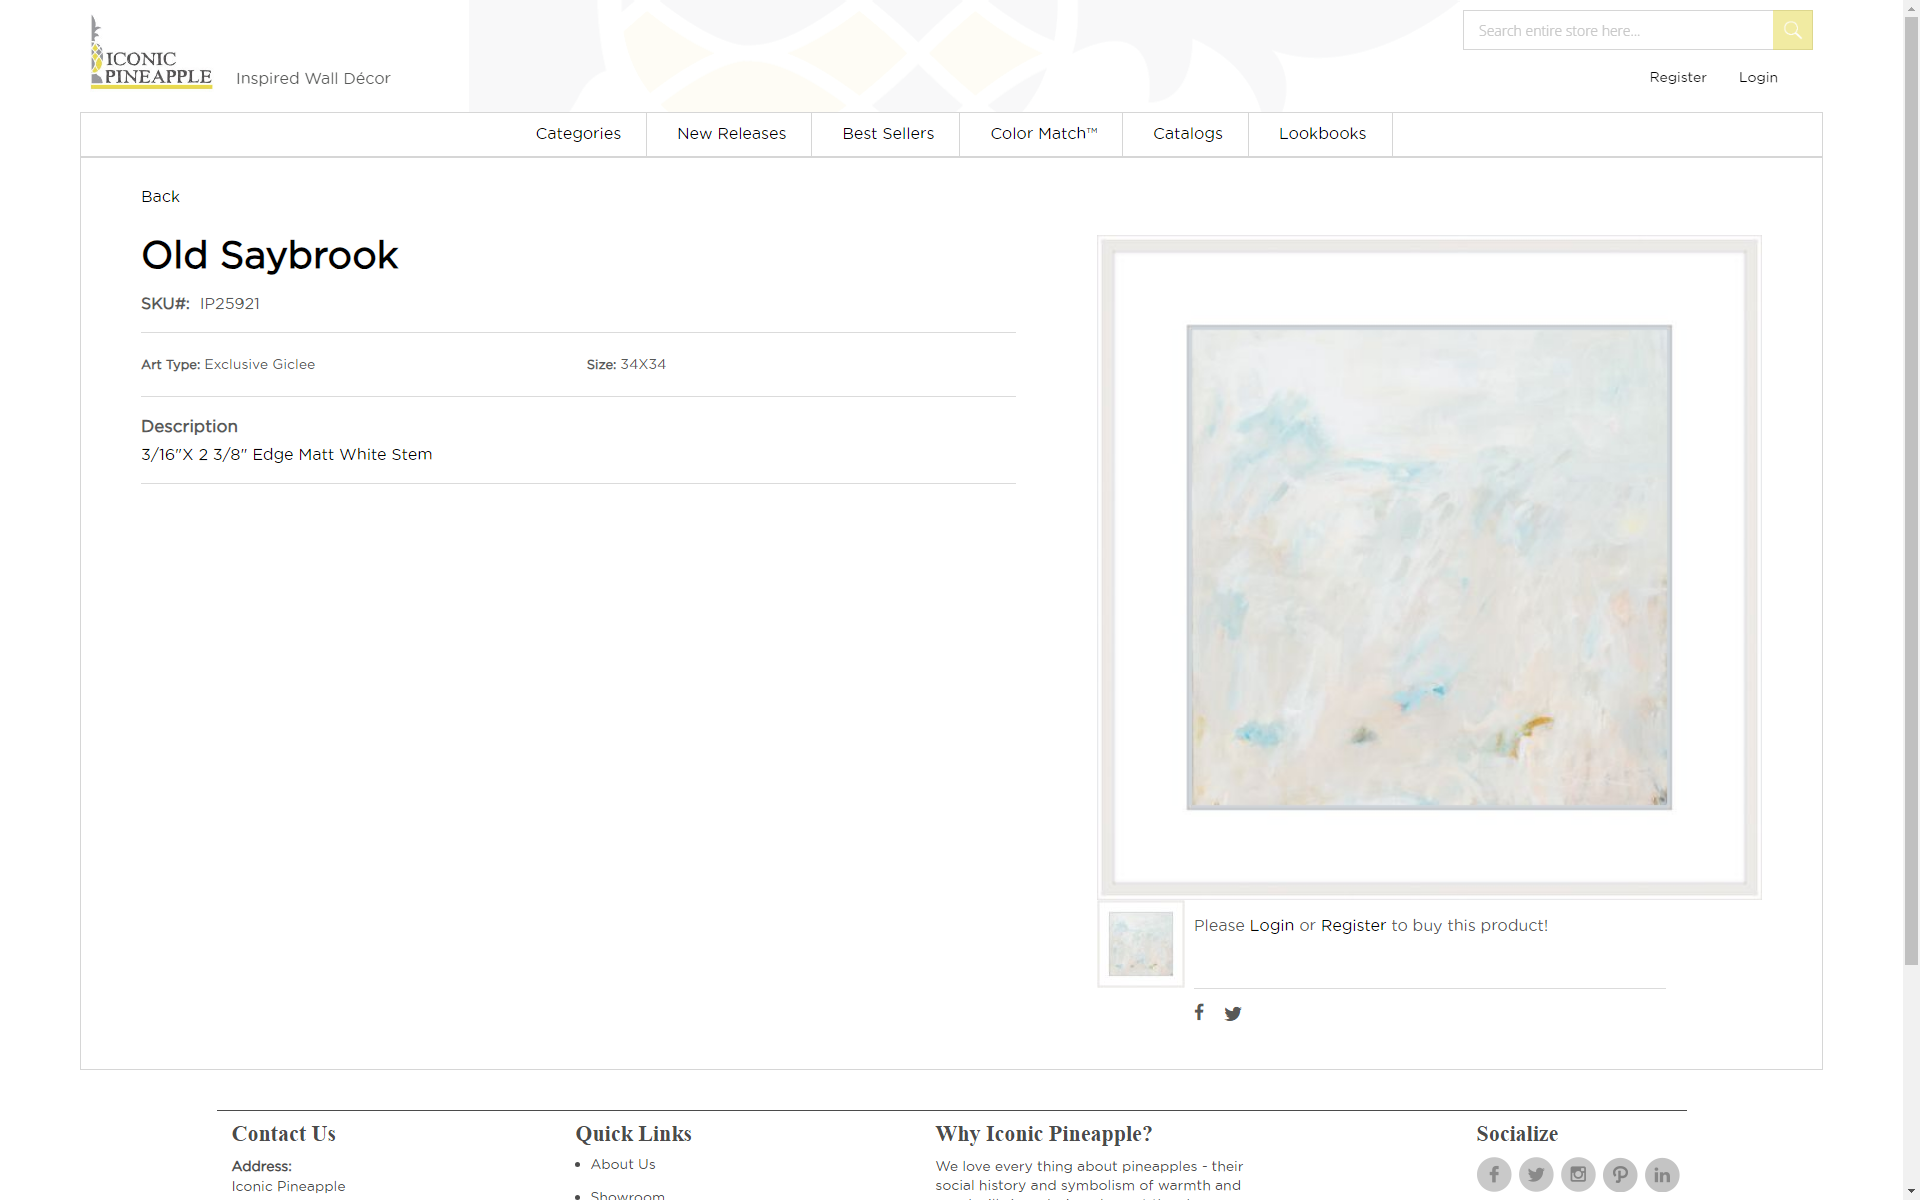 ICONIC
PINEAPPLE
Inspired Wall Décor
Search entire store here...
Register
Login
Categories
New Releases
Best Sellers
Color Match™
Catalogs
Lookbooks
Back
Old Saybrook
SKU#: IP25921
Art Type: Exclusive Giclee
Size: 34X34
Description
3/16"X 2 3/8" Edge Matt White Stem
Please Login or Register to buy this product!
Contact Us
Address:
Iconic Pineapple
Quick Links
About Us
Showroom
Why Iconic Pineapple?
We love every thing about pineapples - their
social history and symbolism of warmth and
Socialize